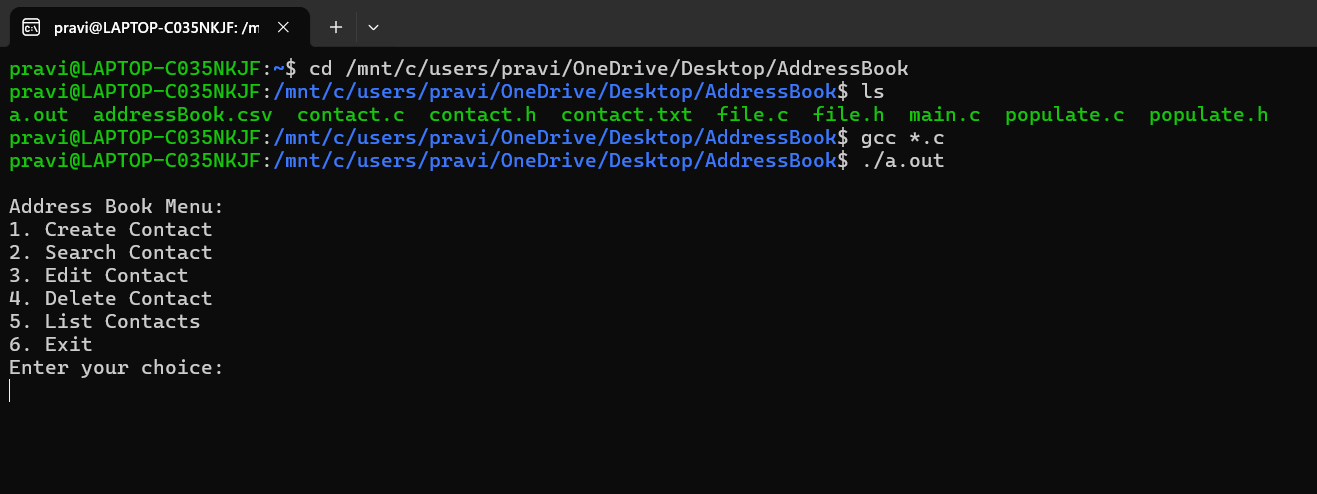 pravi@LAPTOP-C035NKJF: /m
pravi@LAPTOP-C035NKJF:~$ cd /mnt/c/users/pravi/OneDrive/Desktop/AddressBook
pravi@LAPTOP-C035NKJF:/mnt/c/users/pravi/OneDrive/Desktop/AddressBook$ ls
a.out  addressBook.csv  contact.c  contact.h  contact.txt  file.c  file.h  main.c  populate.c  populate.h
pravi@LAPTOP-C035NKJF:/mnt/c/users/pravi/OneDrive/Desktop/AddressBook$ gcc *.c
pravi@LAPTOP-C035NKJF:/mnt/c/users/pravi/OneDrive/Desktop/AddressBook$ ./a.out
Address Book Menu:
1. Create Contact
2. Search Contact
3. Edit Contact
4. Delete Contact
5. List Contacts
6. Exit
Enter your choice: